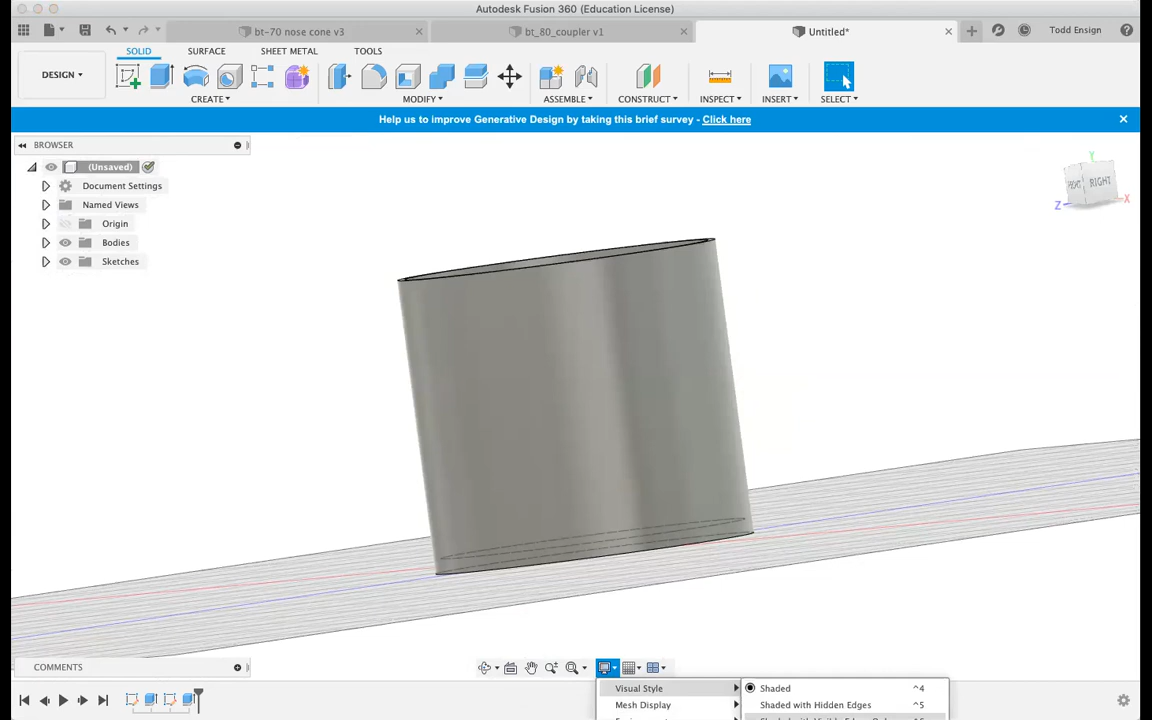 Autodesk Fusion 360 (Education License)
bt-70 nose cone v3
bt_80_coupler v1
Untitled*
Todd Ensign
SOLID SURFACE SHEET METAL TOOLS
DESIGN
CREATE MODIFY ASSEMBLE CONSTRUCT INSPECT INSERT SELECT
Help us to improve Generative Design by taking this brief survey - Click here
BROWSER
(Unsaved)
Document Settings
Named Views
Origin
Bodies
Sketches
Y
RIGHT
Z
X
COMMENTS
Visual Style
Shaded ^4
Mesh Display
Shaded with Hidden Edges ^5